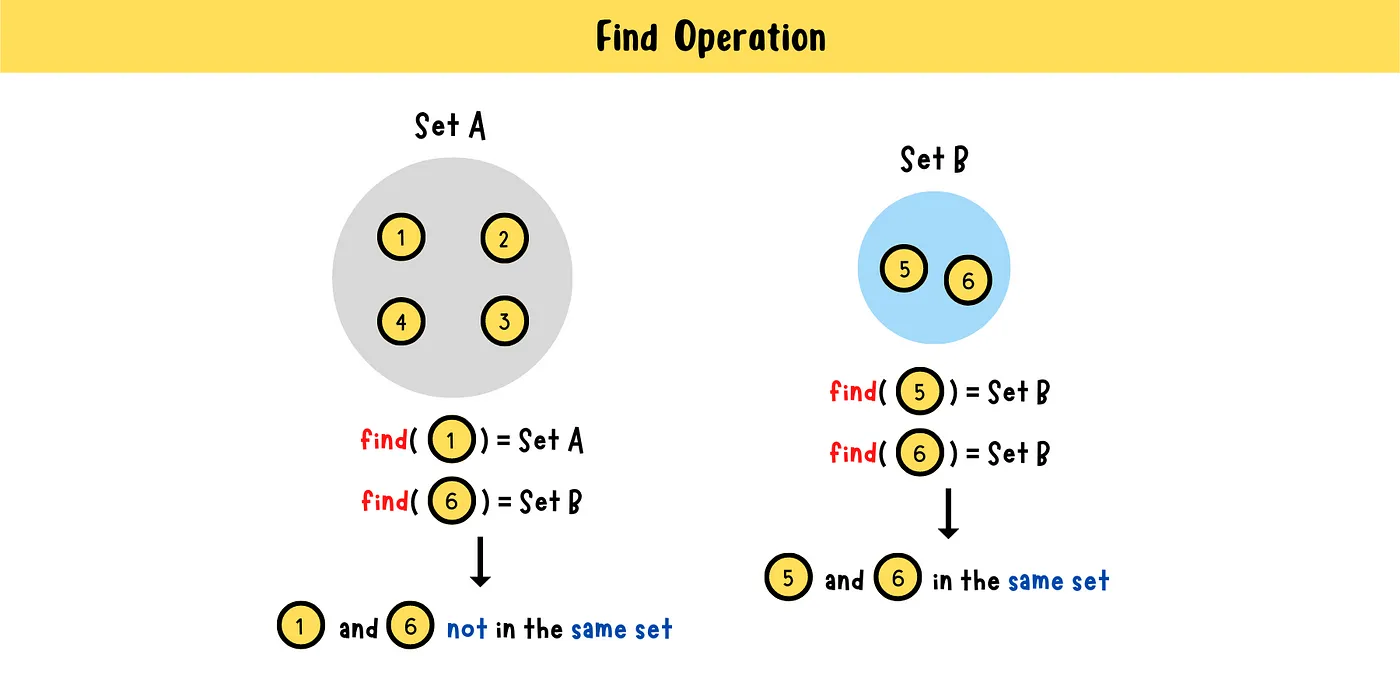 Find Operation
Set A
1 2
4 3
find( 1 ) = Set A
find( 6 ) = Set B
1 and 6 not in the same set
Set B
5 6
find( 5 ) = Set B
find( 6 ) = Set B
5 and 6 in the same set